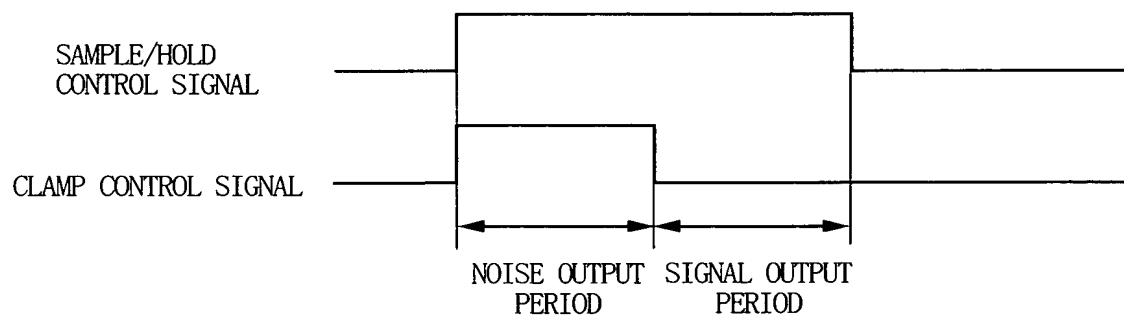 SAMPLE/HOLD
CONTROL SIGNAL
CLAMP CONTROL SIGNAL
NOISE OUTPUT
PERIOD
SIGNAL OUTPUT
PERIOD